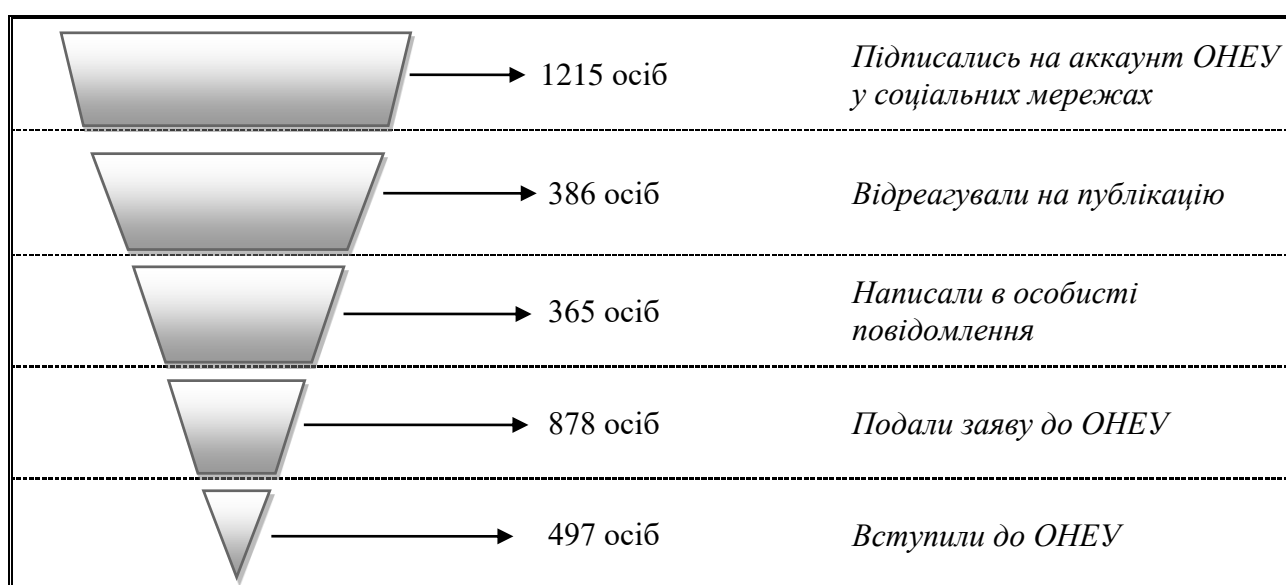 1215 осіб
Підписались на аккаунт ОНЕУ
у соціальних мережах
386 осіб
Відреагували на публікацію
365 осіб
Написали в особисті
повідомлення
878 осіб
Подали заяву до ОНЕУ
497 осіб
Вступили до ОНЕУ